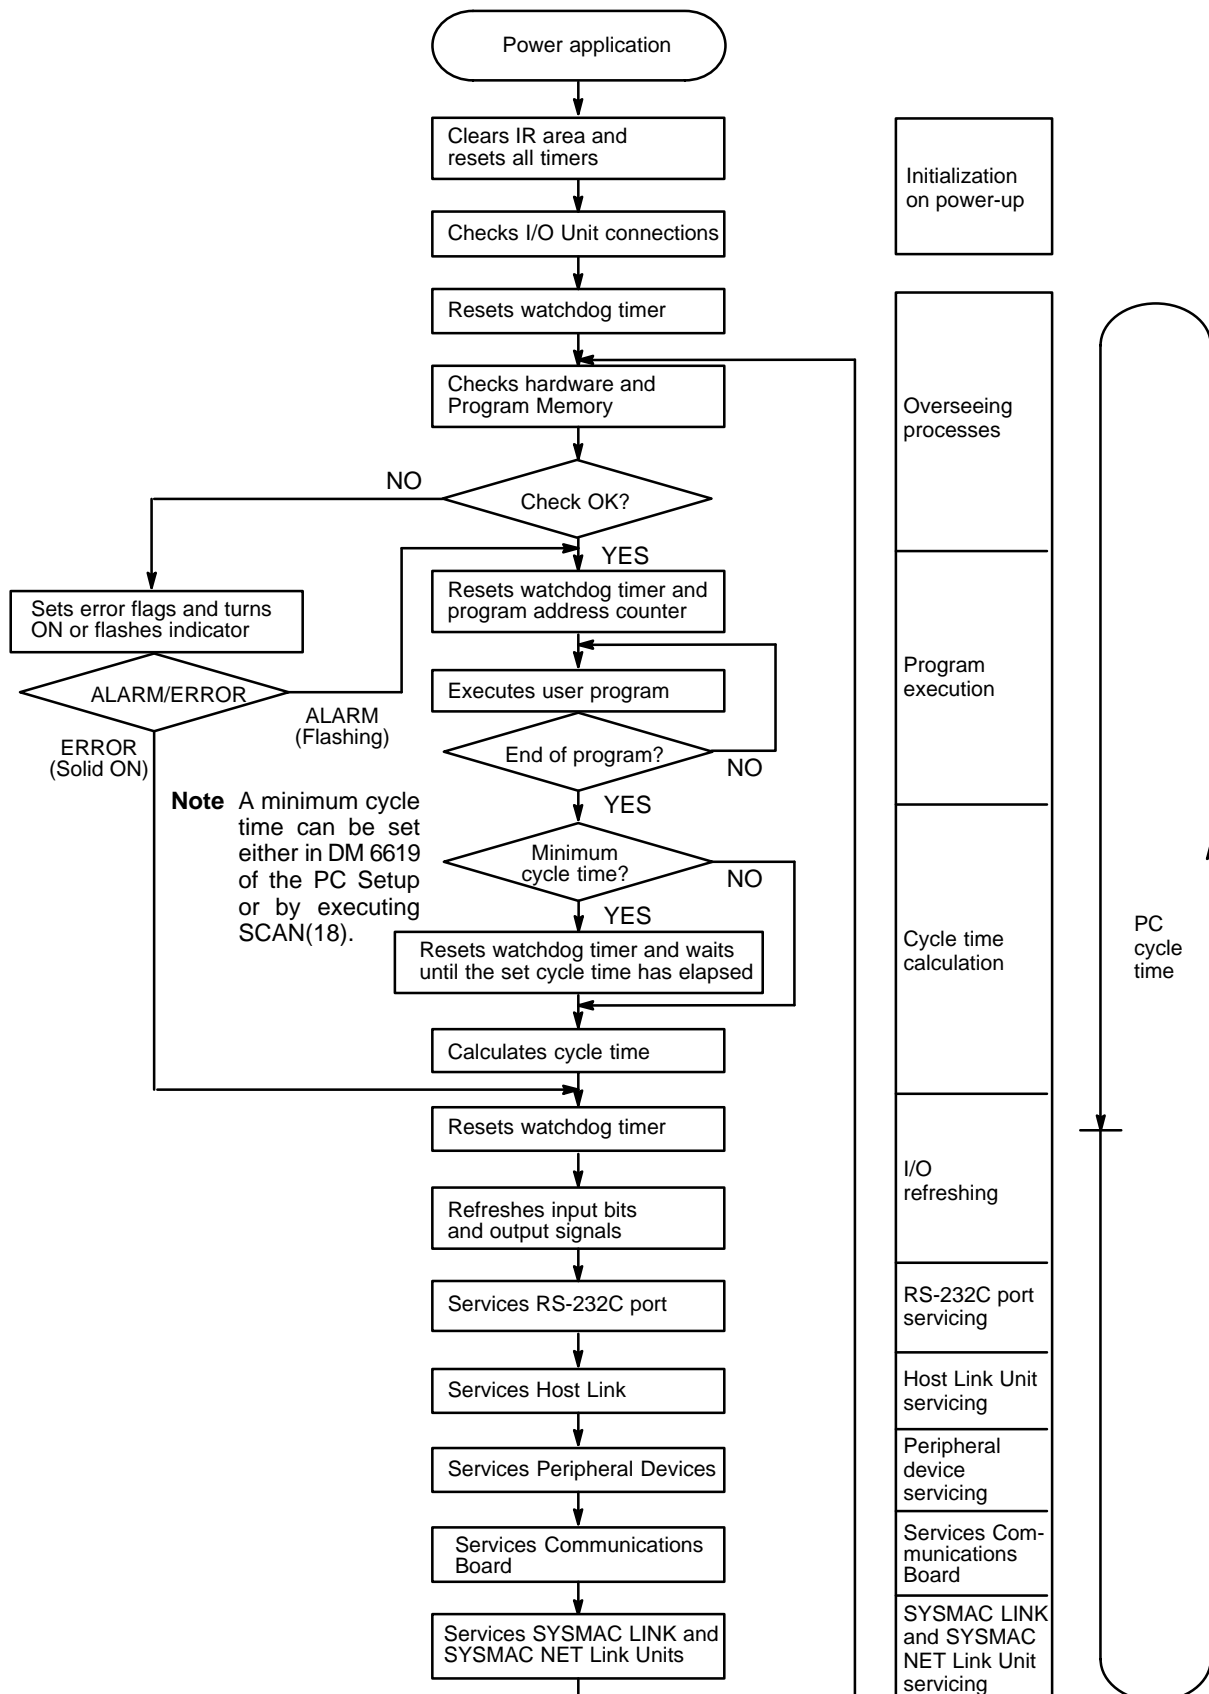 Power application
Clears IR area and
resets all timers
Initialization
on power-up
Checks I/O Unit connections
Resets watchdog timer
Checks hardware and
Program Memory
Overseeing
processes
NO
Check OK?
YES
Sets error flags and turns
ON or flashes indicator
Resets watchdog timer and
program address counter
ALARM/ERROR
ALARM
(Flashing)
Executes user program
Program
execution
ERROR
(Solid ON)
End of program?
NO
YES
Note A minimum cycle
time can be set
either in DM 6619
of the PC Setup
or by executing
SCAN(18).
Minimum
cycle time?
NO
YES
Resets watchdog timer and waits
until the set cycle time has elapsed
Cycle time
calculation
PC
cycle
time
Calculates cycle time
Resets watchdog timer
I/O
refreshing
Refreshes input bits
and output signals
Services RS-232C port
RS-232C port
servicing
Services Host Link
Host Link Unit
servicing
Services Peripheral Devices
Peripheral
device
servicing
Services Communications
Board
Services Com-
munications
Board
Services SYSMAC LINK and
SYSMAC NET Link Units
SYSMAC LINK
and SYSMAC
NET Link Unit
servicing